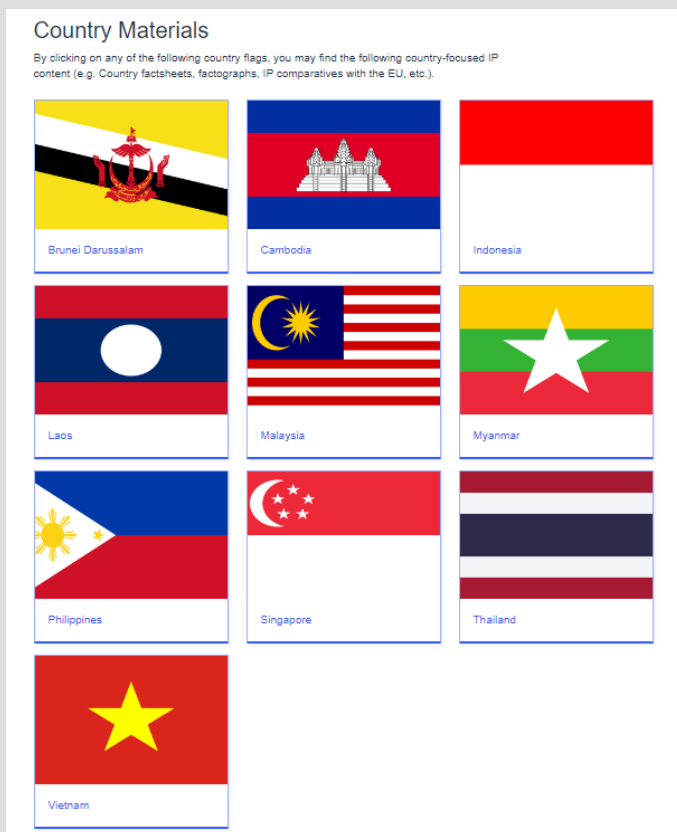 Country Materials
By clicking on any of the following country flags, you may find the following country-focused IP
content (e.g. Country factsheets, factographs, IP comparatives with the EU, etc.).
Brunei Darussalam
Cambodia
Indonesia
Laos
Malaysia
Myanmar
Philippines
Singapore
Thailand
Vietnam